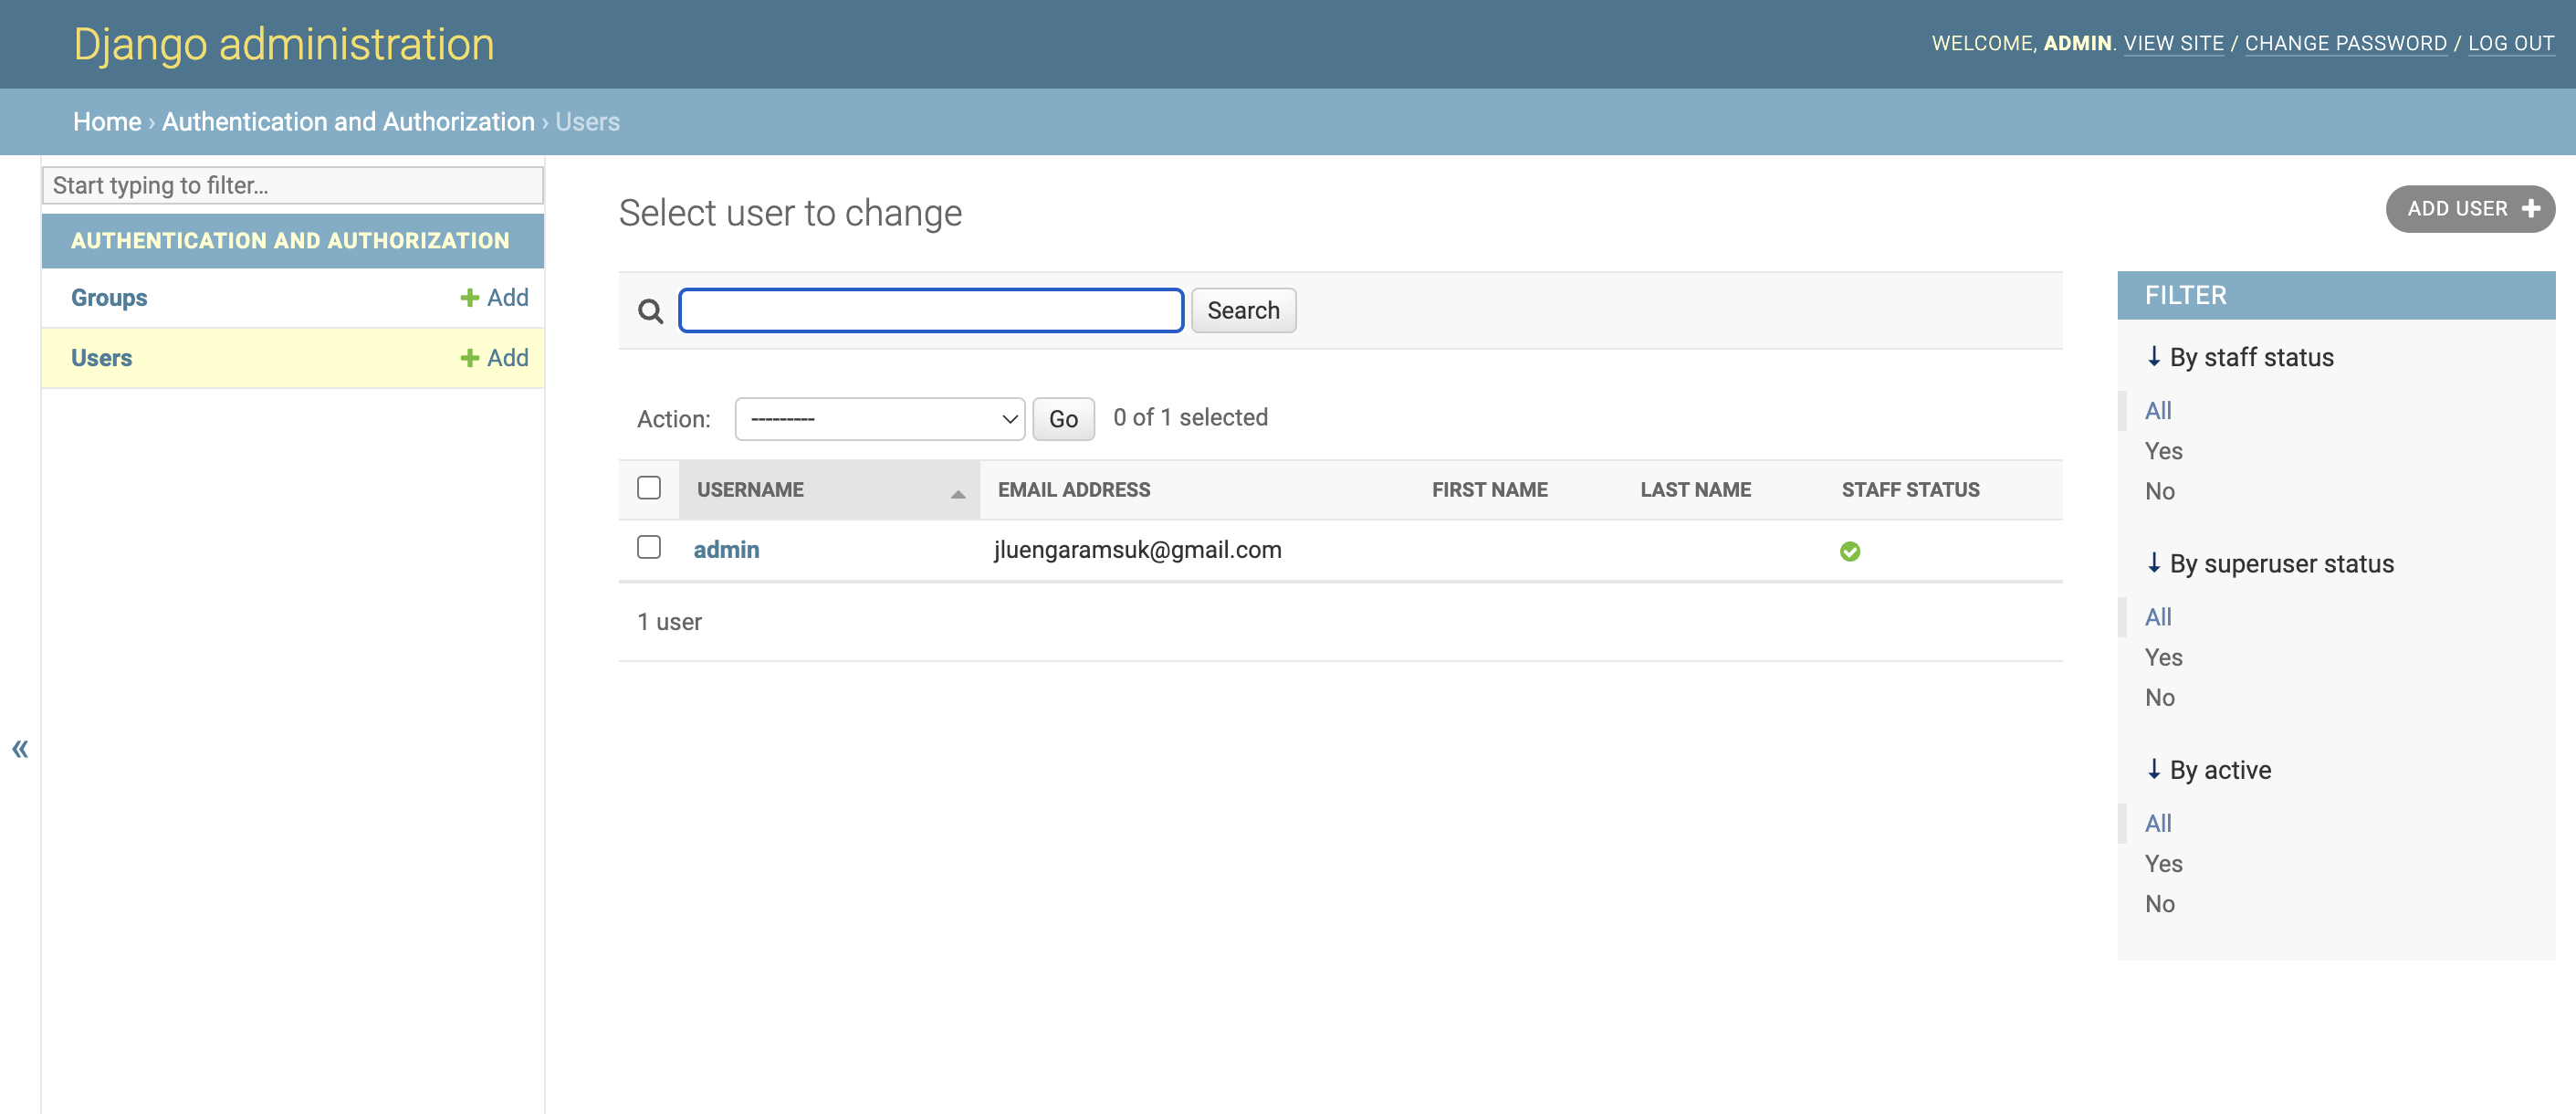 Django administration
WELCOME, ADMIN. VIEW SITE / CHANGE PASSWORD / LOG OUT
Home › Authentication and Authorization › Users
Start typing to filter...
AUTHENTICATION AND AUTHORIZATION
Groups + Add
Users + Add
«
Select user to change
ADD USER +
Search
Action: --------- Go 0 of 1 selected
USERNAME EMAIL ADDRESS FIRST NAME LAST NAME STAFF STATUS
admin jluengaramsuk@gmail.com
1 user
FILTER
↓ By staff status
All
Yes
No
↓ By superuser status
All
Yes
No
↓ By active
All
Yes
No